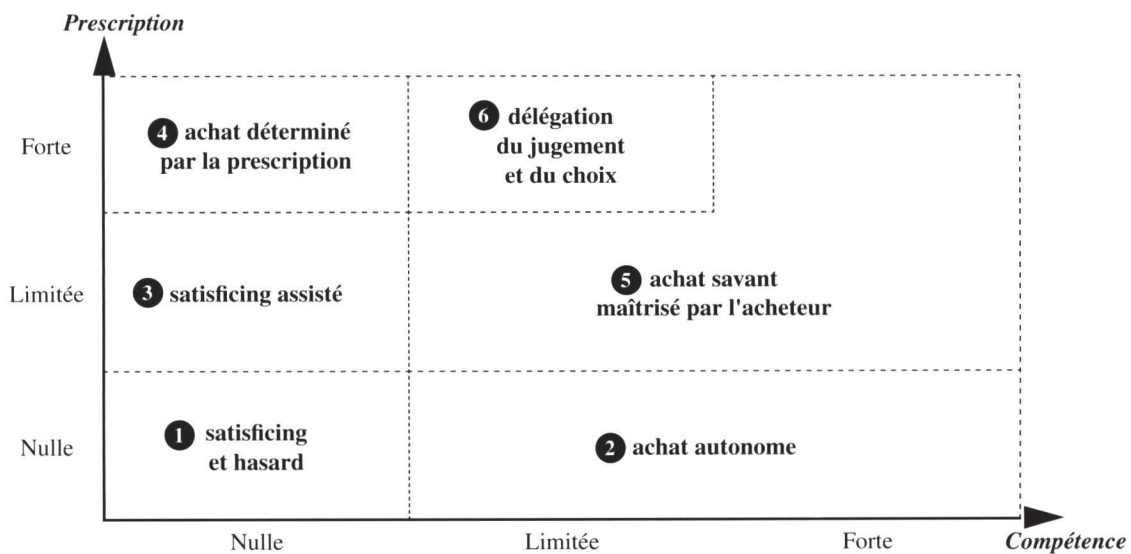 Prescription
Forte
4 achat déterminé
par la prescription
6 délégation
du jugement
et du choix
Limitée
3 satisficing assisté
5 achat savant
maîtrisé par l'acheteur
Nulle
1 satisficing
et hasard
2 achat autonome
Nulle
Limitée
Forte
Compétence